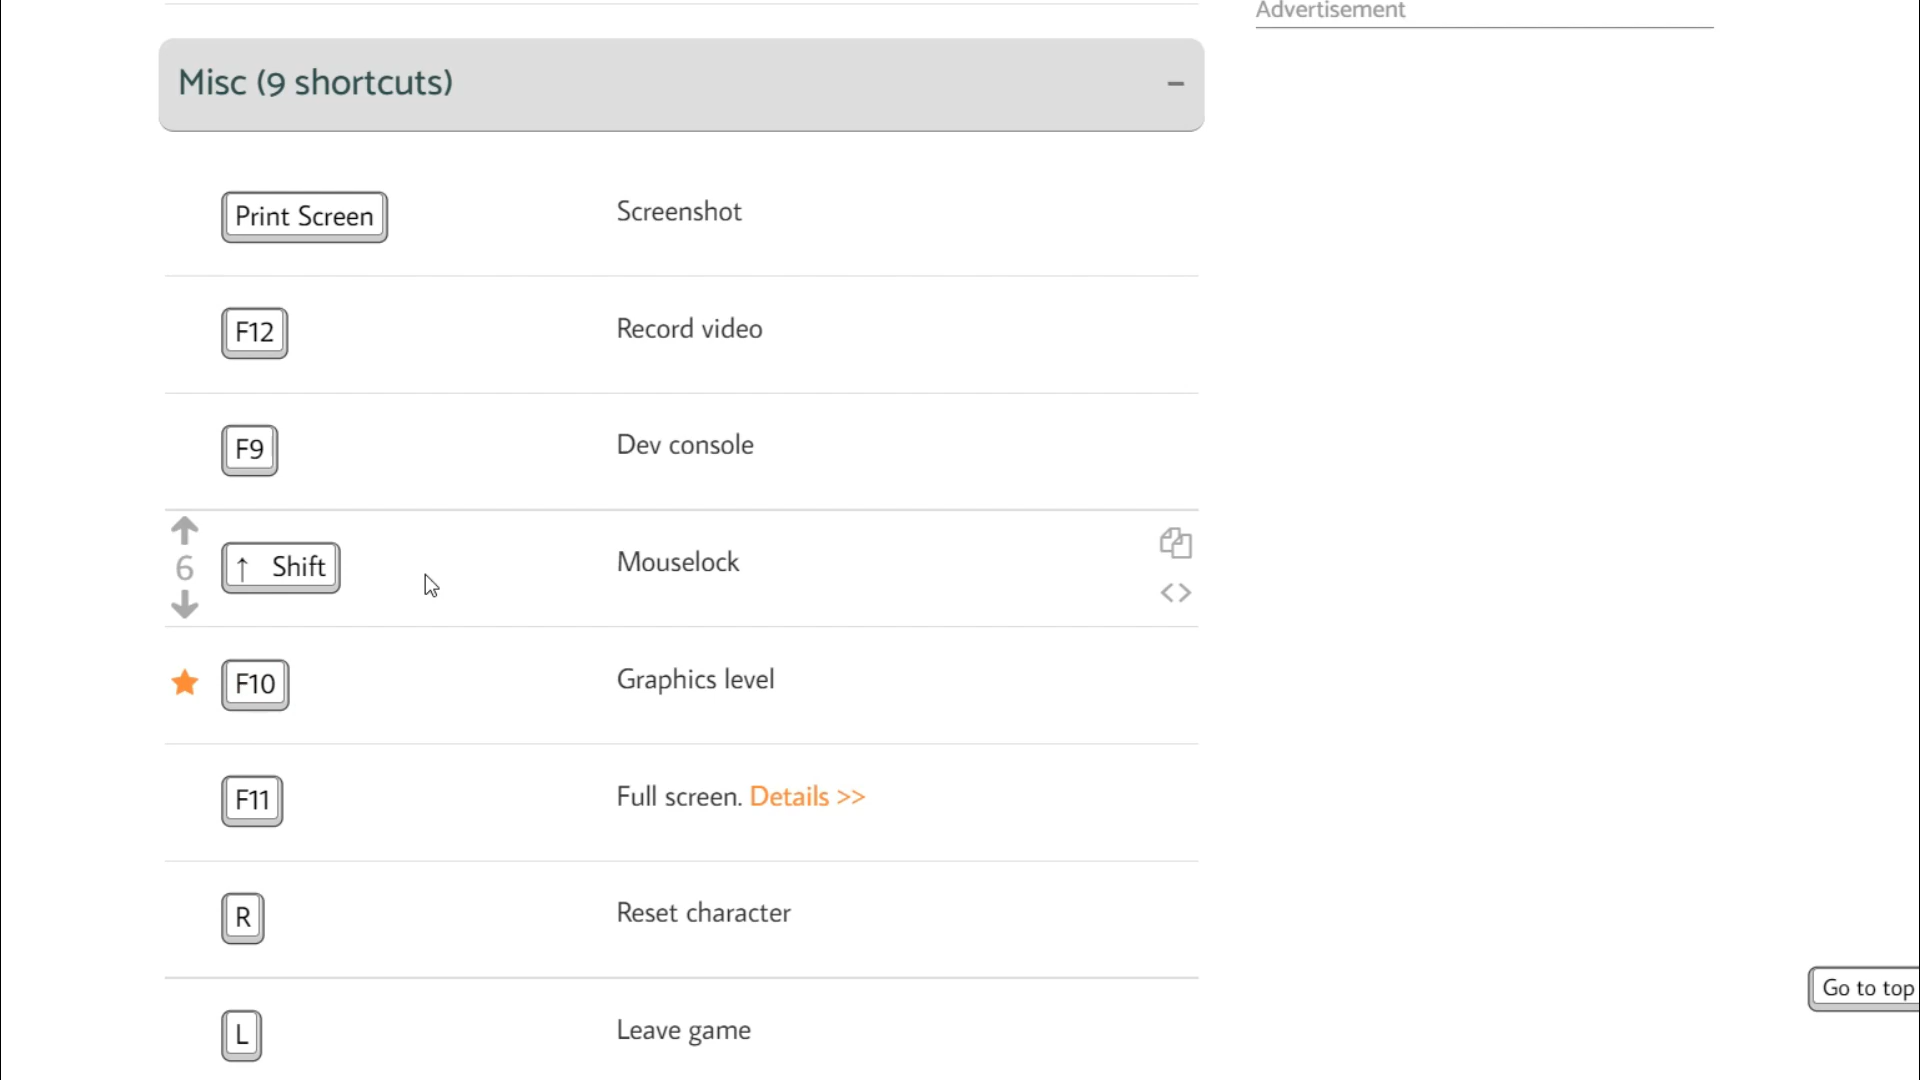 Advertisement
Misc (9 shortcuts)
Print Screen Screenshot
F12 Record video
F9 Dev console
6 ↑ Shift Mouselock
F10 Graphics level
F11 Full screen. Details >>
R Reset character
Go to top
L Leave game